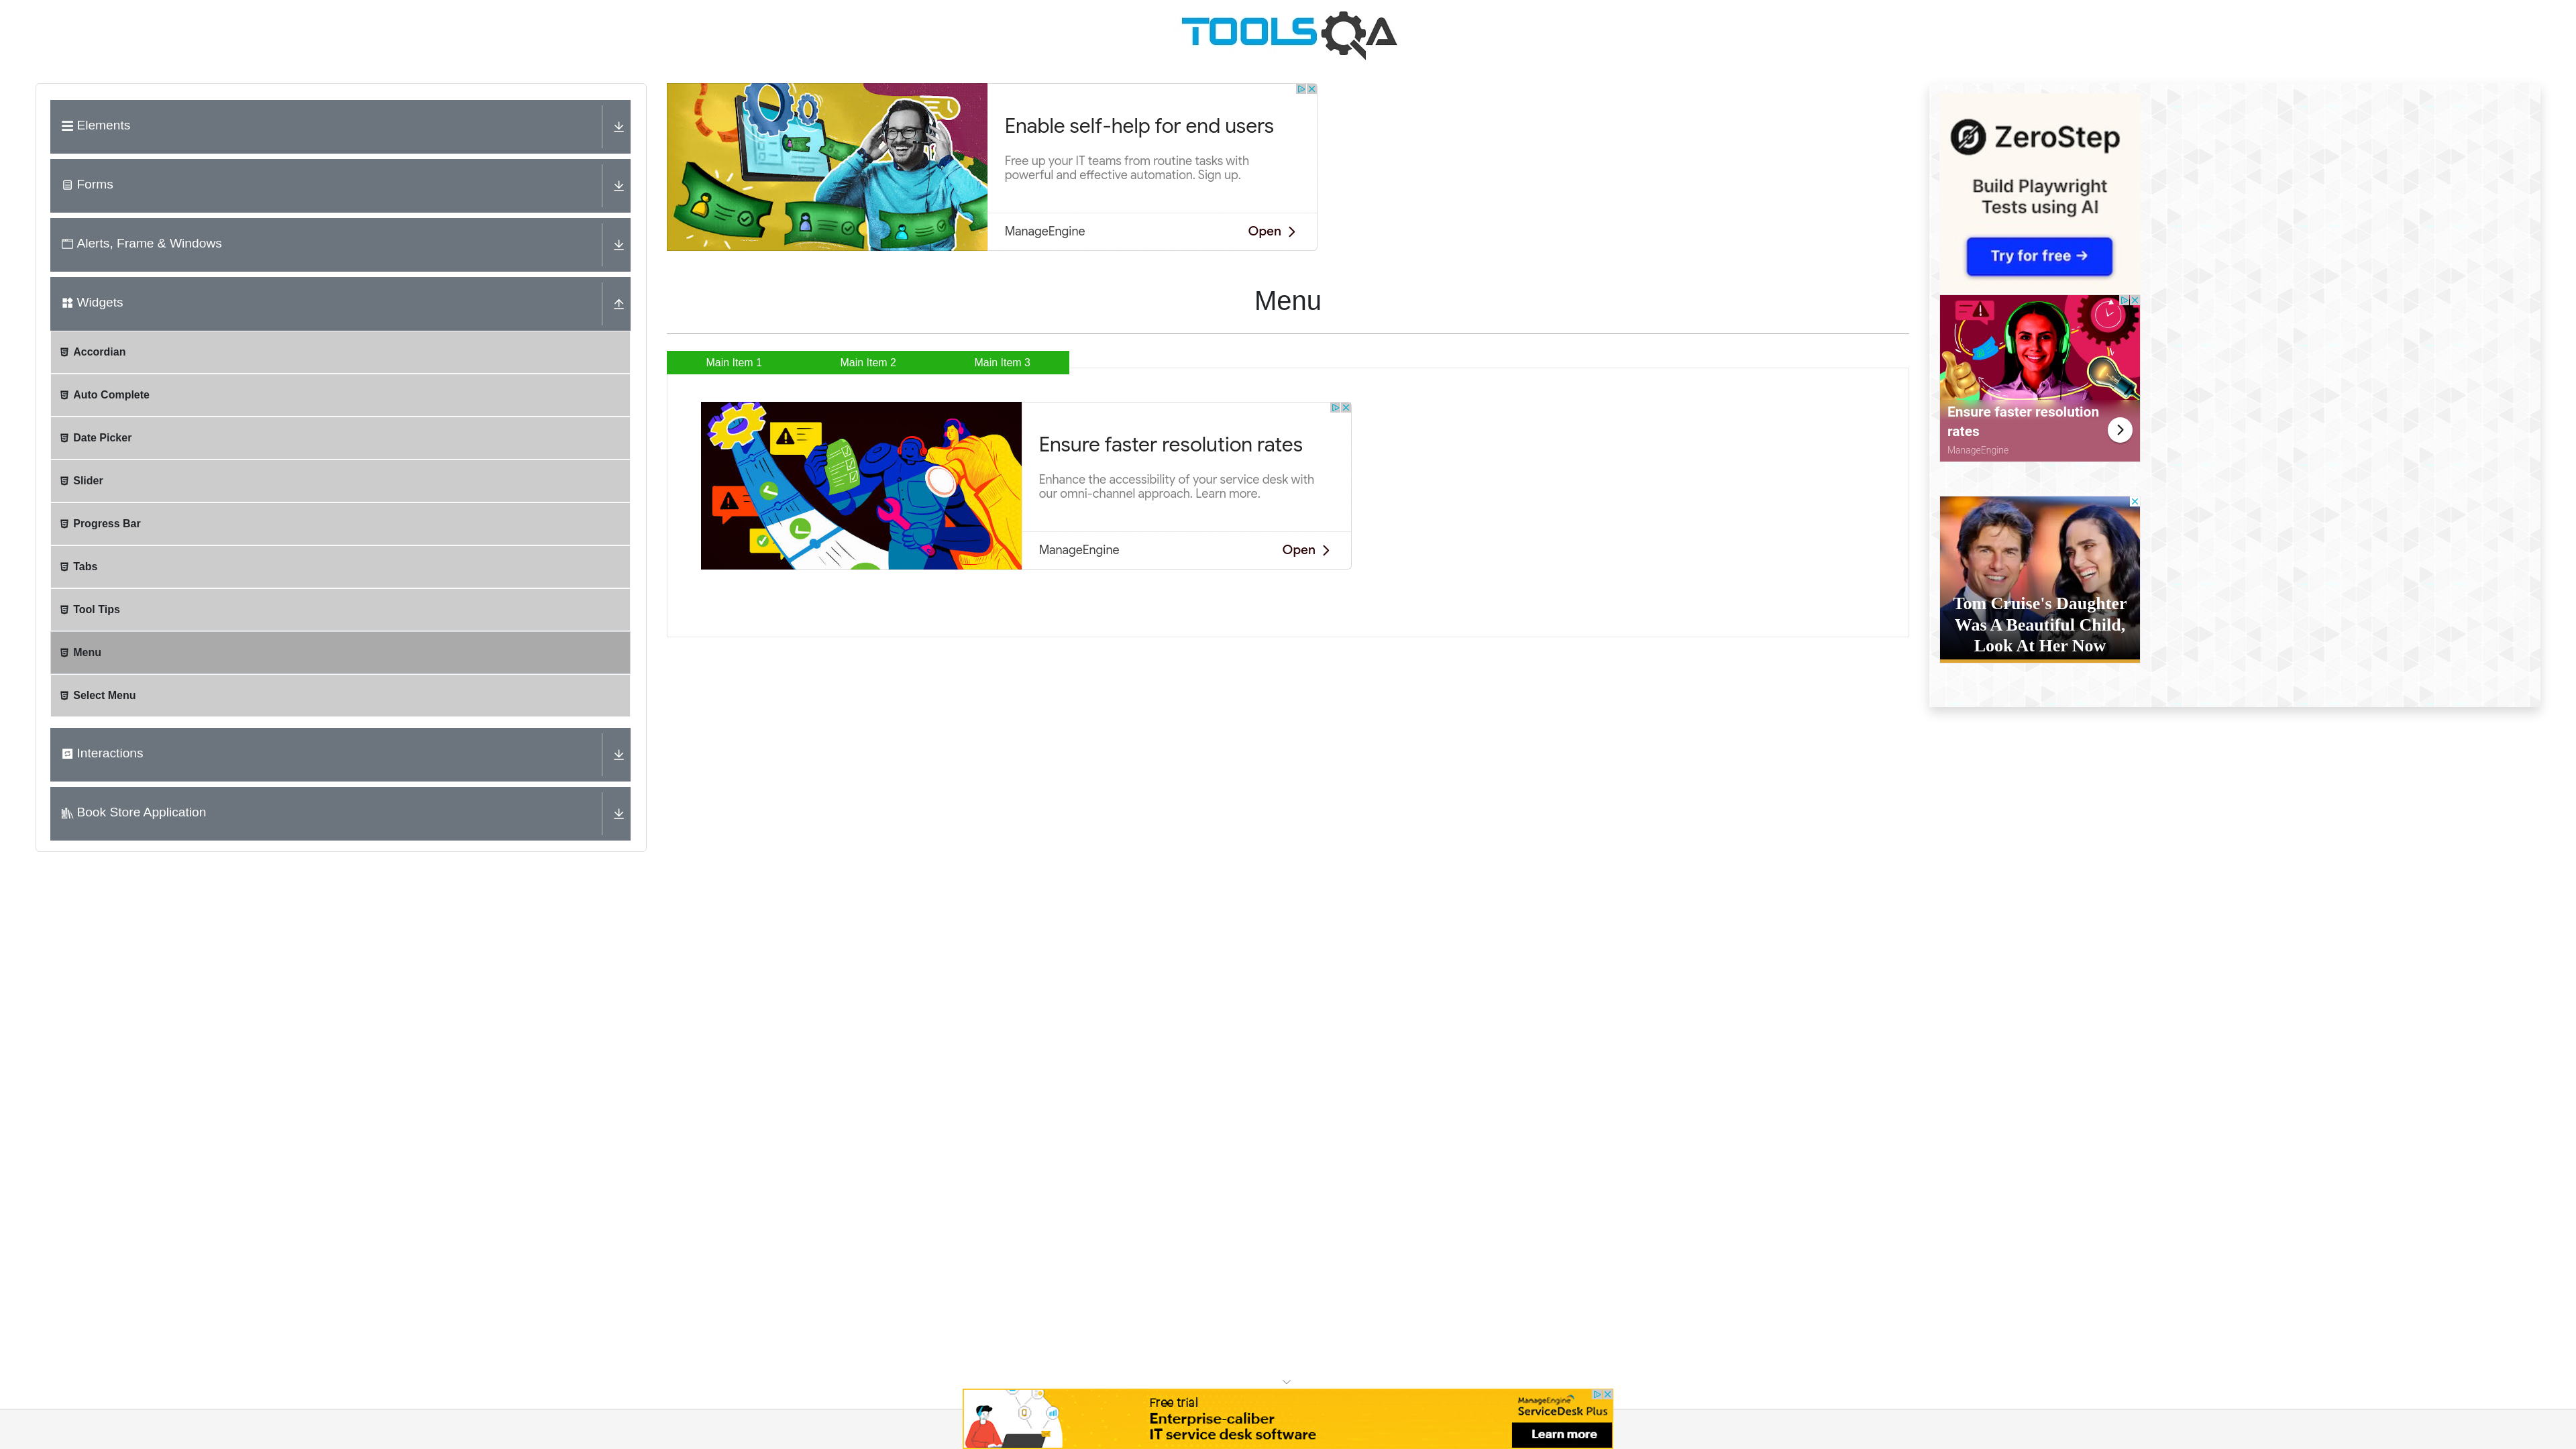 TOOLSQA
Elements
Forms
Alerts, Frame & Windows
Widgets
Accordian
Auto Complete
Date Picker
Slider
Progress Bar
Tabs
Tool Tips
Menu
Select Menu
Interactions
Book Store Application
Enable self-help for end users
Free up your IT teams from routine tasks with
powerful and effective automation. Sign up.
ManageEngine
Open
Menu
Main Item 1
Main Item 2
Main Item 3
Ensure faster resolution rates
Enhance the accessibility of your service desk with
our omni-channel approach. Learn more.
ManageEngine
Open
ZeroStep
Build Playwright
Tests using AI
Try for free →
Ensure faster resolution
rates
ManageEngine
Tom Cruise's Daughter
Was A Beautiful Child,
Look At Her Now
Free trial
Enterprise-caliber
IT service desk software
ManageEngine
ServiceDesk Plus
Learn more